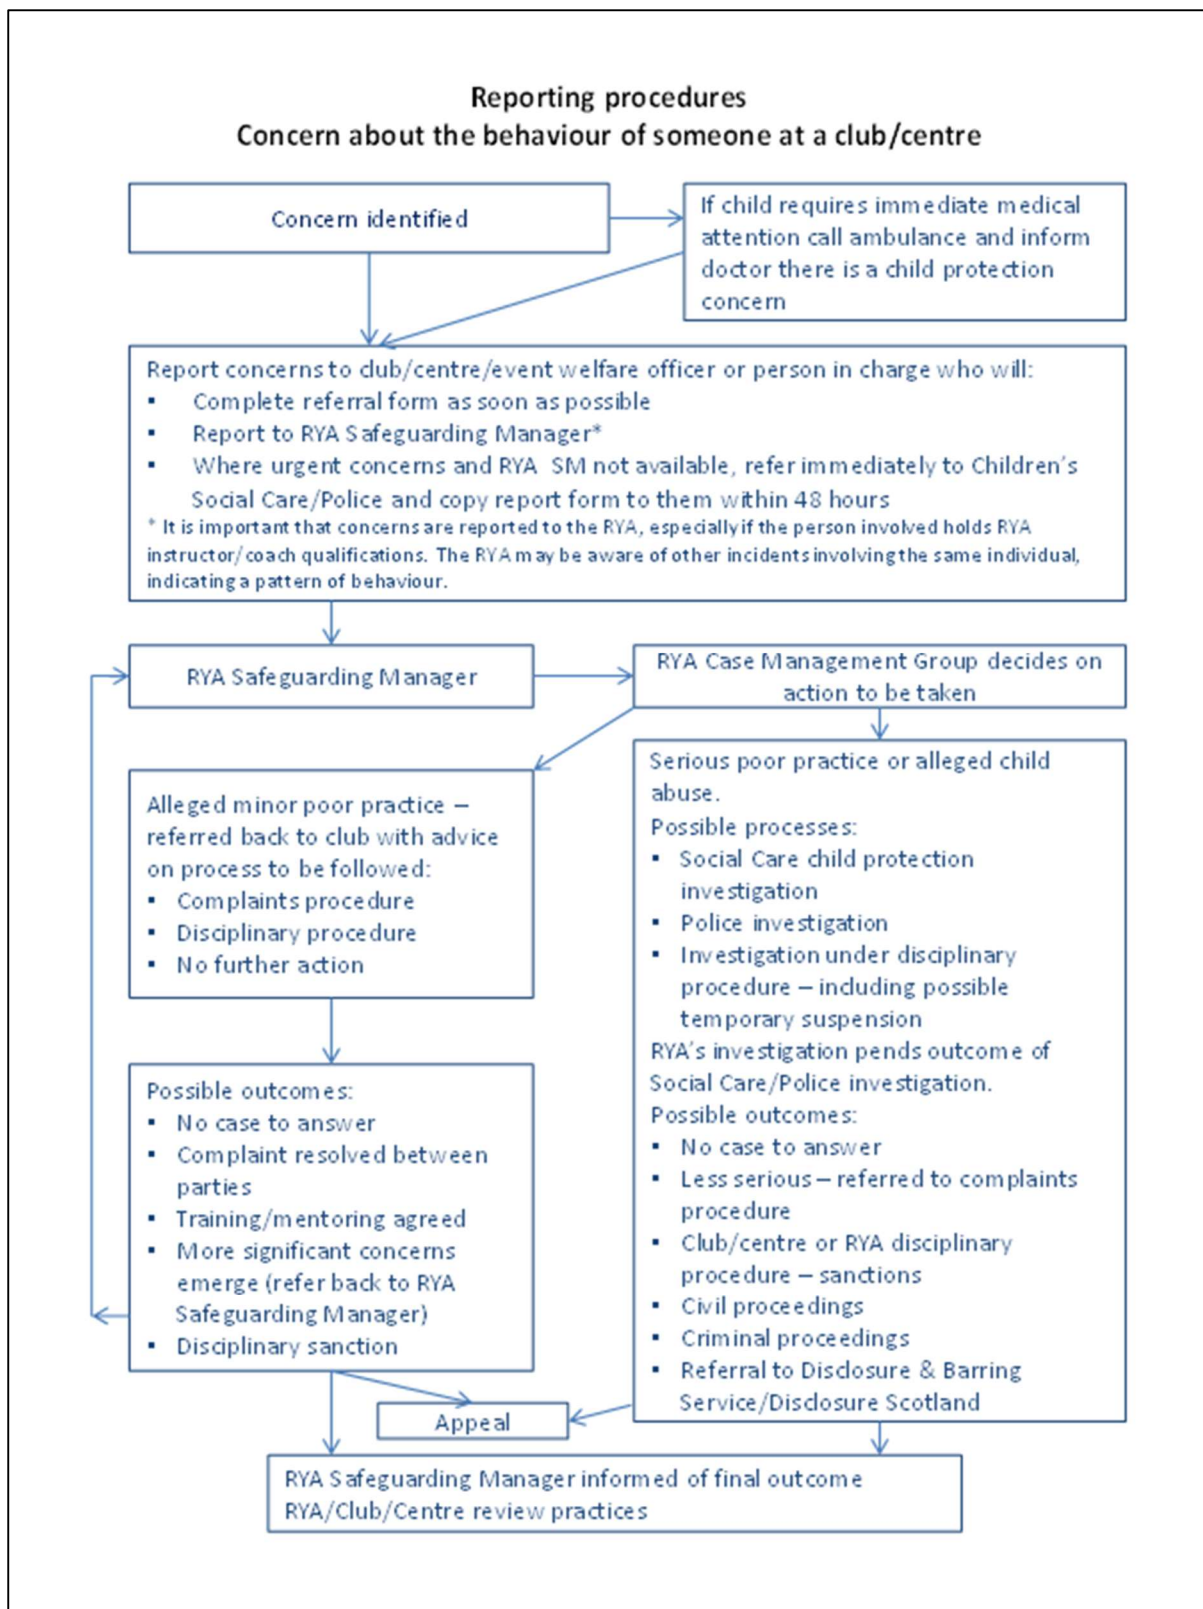 Reporting procedures
Concern about the behaviour of someone at a club/centre
Concern identified
If child requires immediate medical
attention call ambulance and inform
doctor there is a child protection
concern
Report concerns to club/centre/event welfare officer or person in charge who will:
▪ Complete referral form as soon as possible
▪ Report to RYA Safeguarding Manager*
▪ Where urgent concerns and RYA SM not available, refer immediately to Children's
Social Care/Police and copy report form to them within 48 hours
* It is important that concerns are reported to the RYA, especially if the person involved holds RYA
instructor/coach qualifications. The RYA may be aware of other incidents involving the same individual,
indicating a pattern of behaviour.
RYA Safeguarding Manager
RYA Case Management Group decides on
action to be taken
Alleged minor poor practice –
referred back to club with advice
on process to be followed:
▪ Complaints procedure
▪ Disciplinary procedure
▪ No further action
Serious poor practice or alleged child
abuse.
Possible processes:
▪ Social Care child protection
investigation
▪ Police investigation
▪ Investigation under disciplinary
procedure – including possible
temporary suspension
RYA's investigation pends outcome of
Social Care/Police investigation.
Possible outcomes:
▪ No case to answer
▪ Less serious – referred to complaints
procedure
▪ Club/centre or RYA disciplinary
procedure – sanctions
▪ Civil proceedings
▪ Criminal proceedings
▪ Referral to Disclosure & Barring
Service/Disclosure Scotland
Possible outcomes:
▪ No case to answer
▪ Complaint resolved between
parties
▪ Training/mentoring agreed
▪ More significant concerns
emerge (refer back to RYA
Safeguarding Manager)
▪ Disciplinary sanction
Appeal
RYA Safeguarding Manager informed of final outcome
RYA/Club/Centre review practices